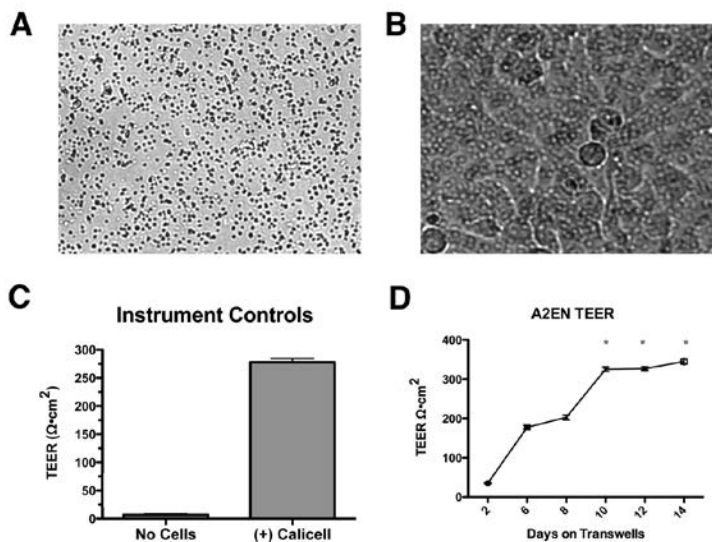 A
B
C
Instrument Controls
TEER (Ω•cm²)
300
250
200
150
100
50
0
No Cells
(+) Calicell
D
A2EN TEER
TEER Ω•cm²
400
300
200
100
0
* * *
2 6 8 10 12 14
Days on Transwells